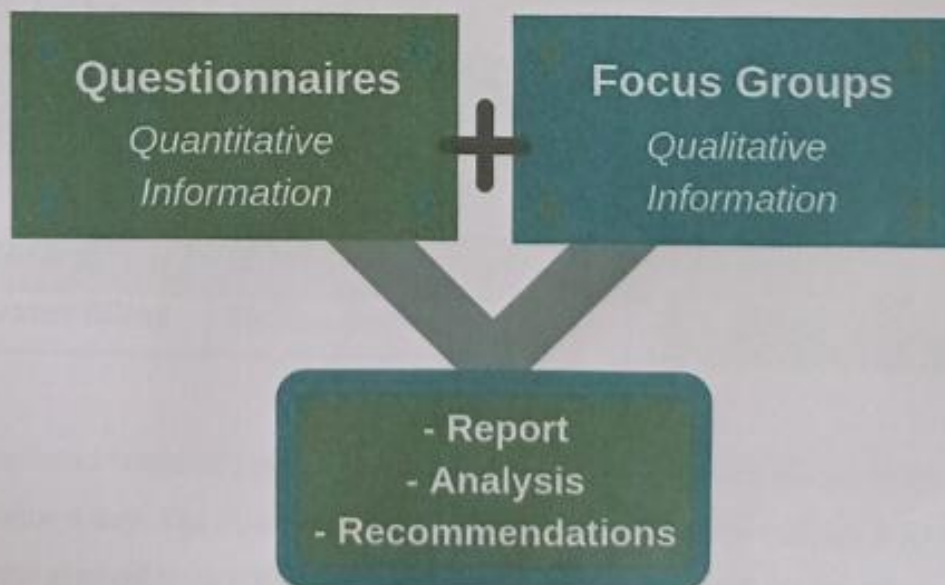 Questionnaires
Quantitative
Information
Focus Groups
Qualitative
Information
- Report
- Analysis
- Recommendations